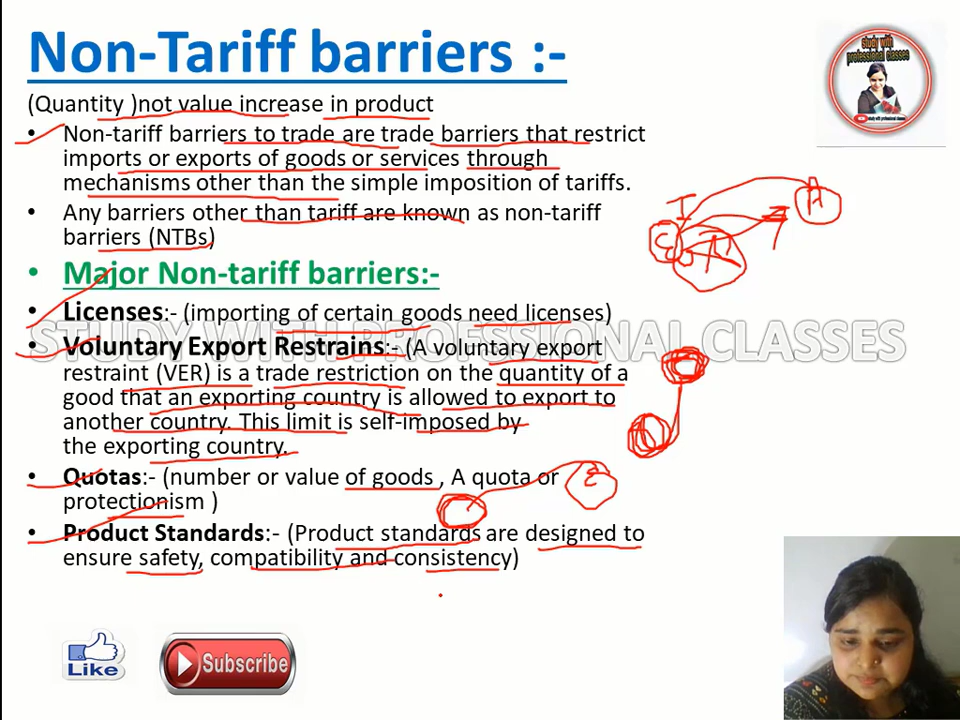 Non-Tariff barriers :-
(Quantity )not value increase in product
• Non-tariff barriers to trade are trade barriers that restrict
imports or exports of goods or services through
mechanisms other than the simple imposition of tariffs.
• Any barriers other than tariff are known as non-tariff
barriers (NTBs)
• Major Non-tariff barriers:-
• Licenses:- (importing of certain goods need licenses)
STUDY WITH PROFESSIONAL CLASSES
• Voluntary Export Restrains:- (A voluntary export
restraint (VER) is a trade restriction on the quantity of a
good that an exporting country is allowed to export to
another country. This limit is self-imposed by
the exporting country.
• Quotas:- (number or value of goods , A quota or
protectionism )
• Product Standards:- (Product standards are designed to
ensure safety, compatibility and consistency)
Like
Subscribe
study with
professional classes